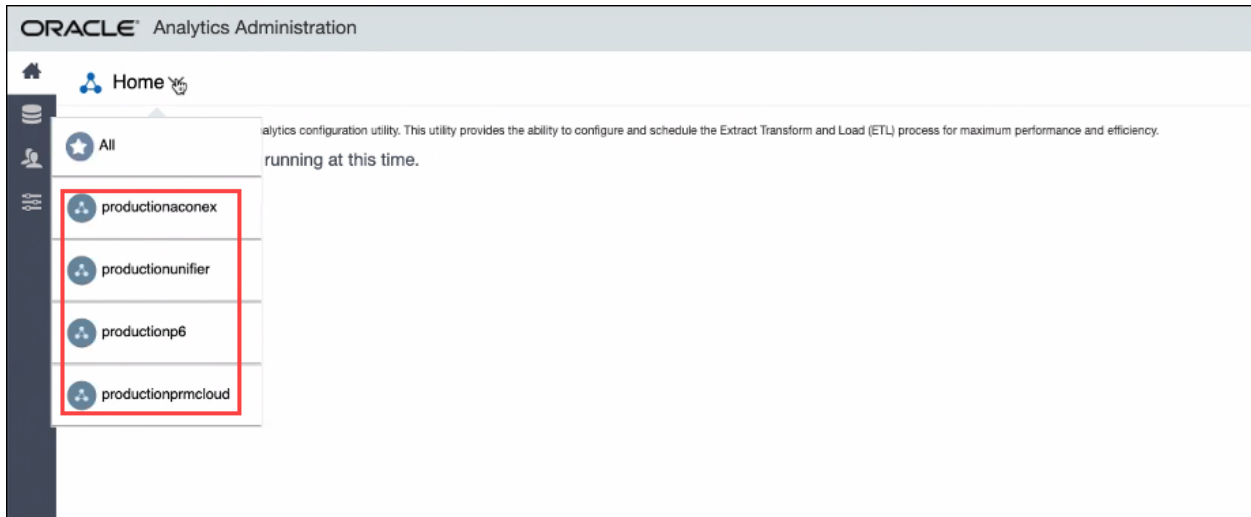 ORACLE® Analytics Administration
Home
alytics configuration utility. This utility provides the ability to configure and schedule the Extract Transform and Load (ETL) process for maximum performance and efficiency.
All
running at this time.
productionaconex
productionunifier
productionp6
productionprmcloud